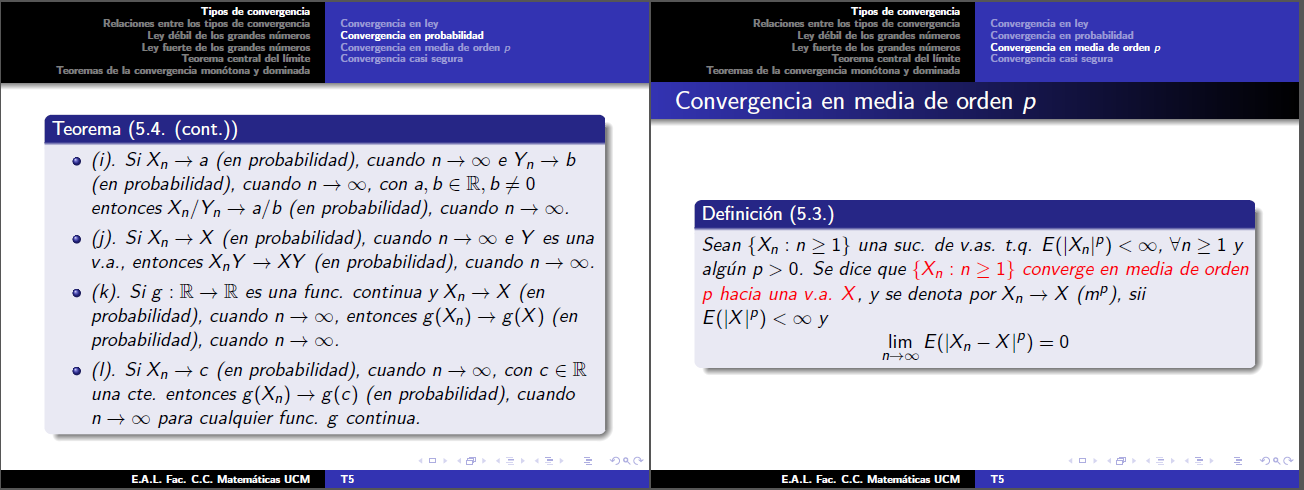 Tipos de convergencia
Relaciones entre los tipos de convergencia
Ley débil de los grandes números
Ley fuerte de los grandes números
Teorema central del límite
Teoremas de la convergencia monótona y dominada
Convergencia en ley
Convergencia en probabilidad
Convergencia en media de orden p
Convergencia casi segura
Teorema (5.4. (cont.))
(i). Si Xₙ → a (en probabilidad), cuando n → ∞ e Yₙ → b
(en probabilidad), cuando n → ∞, con a, b ∈ ℝ, b ≠ 0
entonces Xₙ/Yₙ → a/b (en probabilidad), cuando n → ∞.
(j). Si Xₙ → X (en probabilidad), cuando n → ∞ e Y es una
v.a., entonces XₙY → XY (en probabilidad), cuando n → ∞.
(k). Si g : ℝ → ℝ es una func. continua y Xₙ → X (en
probabilidad), cuando n → ∞, entonces g(Xₙ) → g(X) (en
probabilidad), cuando n → ∞.
(l). Si Xₙ → c (en probabilidad), cuando n → ∞, con c ∈ ℝ
una cte. entonces g(Xₙ) → g(c) (en probabilidad), cuando
n → ∞ para cualquier func. g continua.
E.A.L. Fac. C.C. Matemáticas UCM
T5
Tipos de convergencia
Relaciones entre los tipos de convergencia
Ley débil de los grandes números
Ley fuerte de los grandes números
Teorema central del límite
Teoremas de la convergencia monótona y dominada
Convergencia en ley
Convergencia en probabilidad
Convergencia en media de orden p
Convergencia casi segura
Convergencia en media de orden p
Definición (5.3.)
Sean {Xₙ : n ≥ 1} una suc. de v.as. t.q. E(|Xₙ|ᵖ) < ∞, ∀n ≥ 1 y
algún p > 0. Se dice que {Xₙ : n ≥ 1} converge en media de orden
p hacia una v.a. X, y se denota por Xₙ → X (mᵖ), sii
E(|X|ᵖ) < ∞ y
lim n→∞ E(|Xₙ − X|ᵖ) = 0
E.A.L. Fac. C.C. Matemáticas UCM
T5